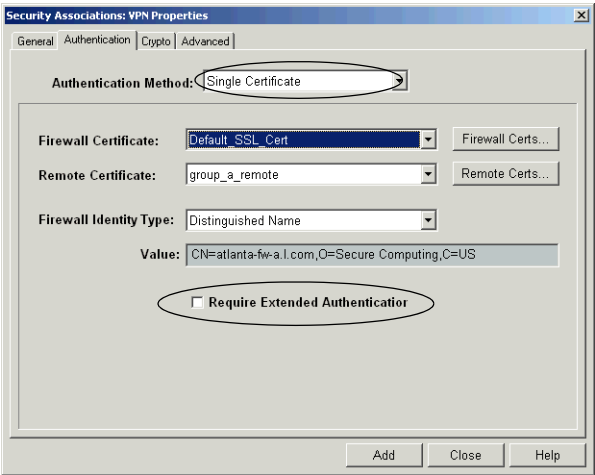 Security Associations: VPN Properties
General Authentication Crypto Advanced
Authentication Method: Single Certificate
Firewall Certificate: Default_SSL_Cert Firewall Certs...
Remote Certificate: group_a_remote Remote Certs...
Firewall Identity Type: Distinguished Name
Value: CN=atlanta-fw-a.l.com,O=Secure Computing,C=US
Require Extended Authenticatior
Add Close Help